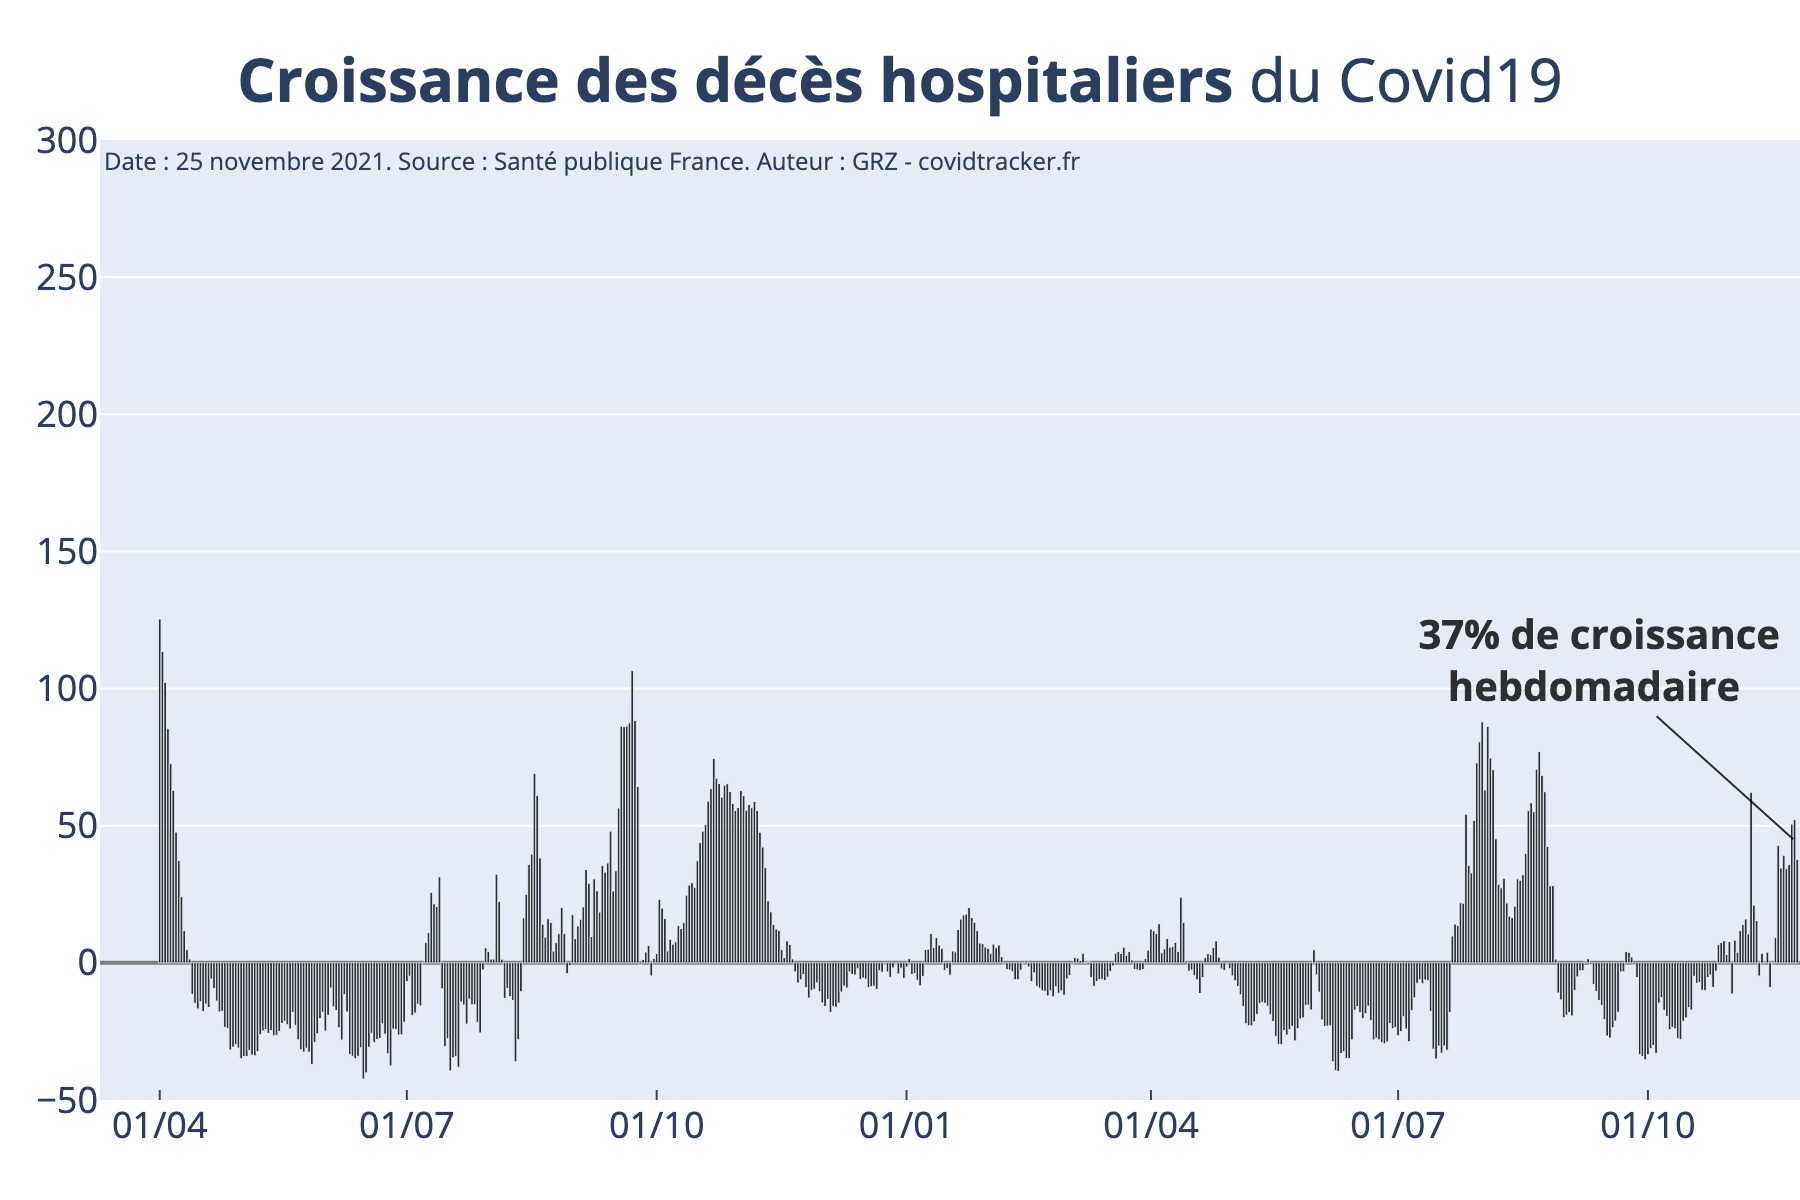 Croissance des décès hospitaliers du Covid19
300
Date : 25 novembre 2021. Source : Santé publique France. Auteur : GRZ - covidtracker.fr
250
200
150
37% de croissance
hebdomadaire
100
50
0
−50
01/04 01/07 01/10 01/01 01/04 01/07 01/10